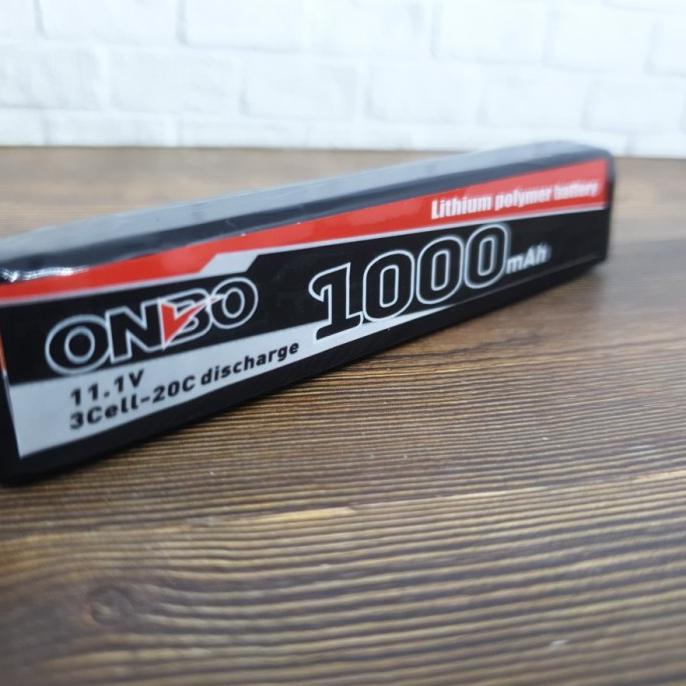 Lithium polymer battery
ONBO
1000mAh
11.1V
3Cell-20C discharge